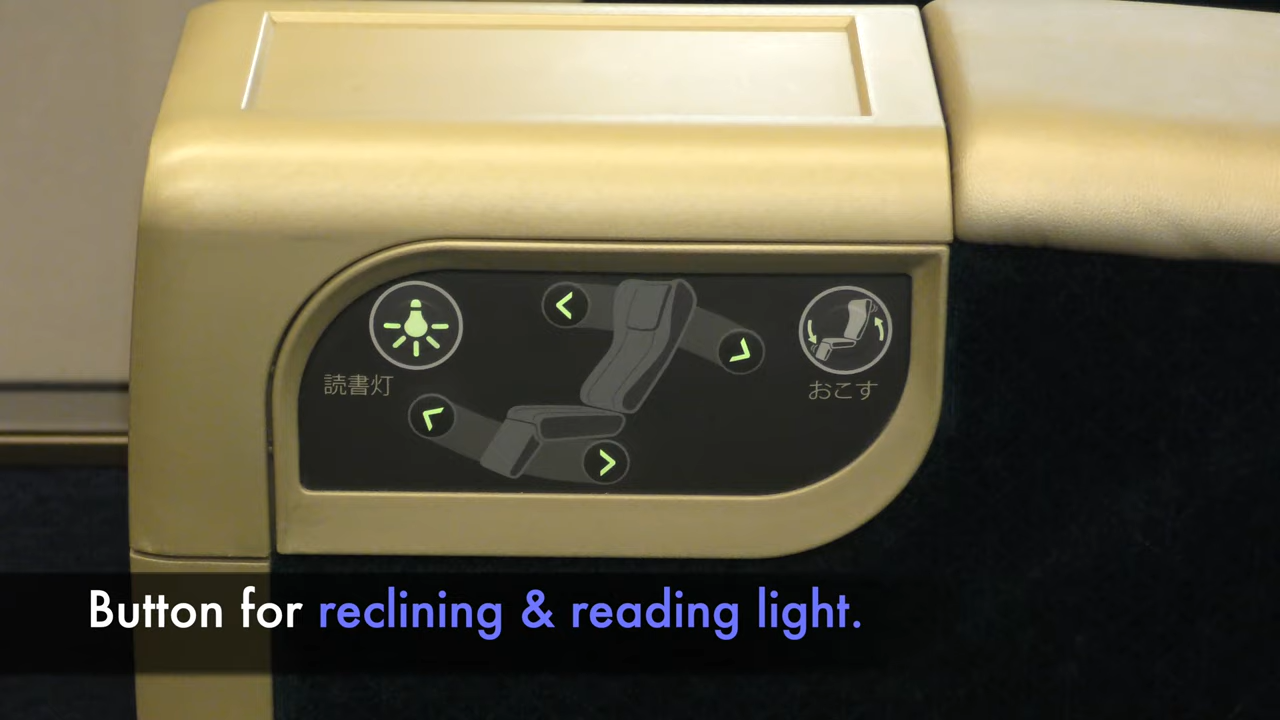 読書灯
おこす
Button for reclining & reading light.